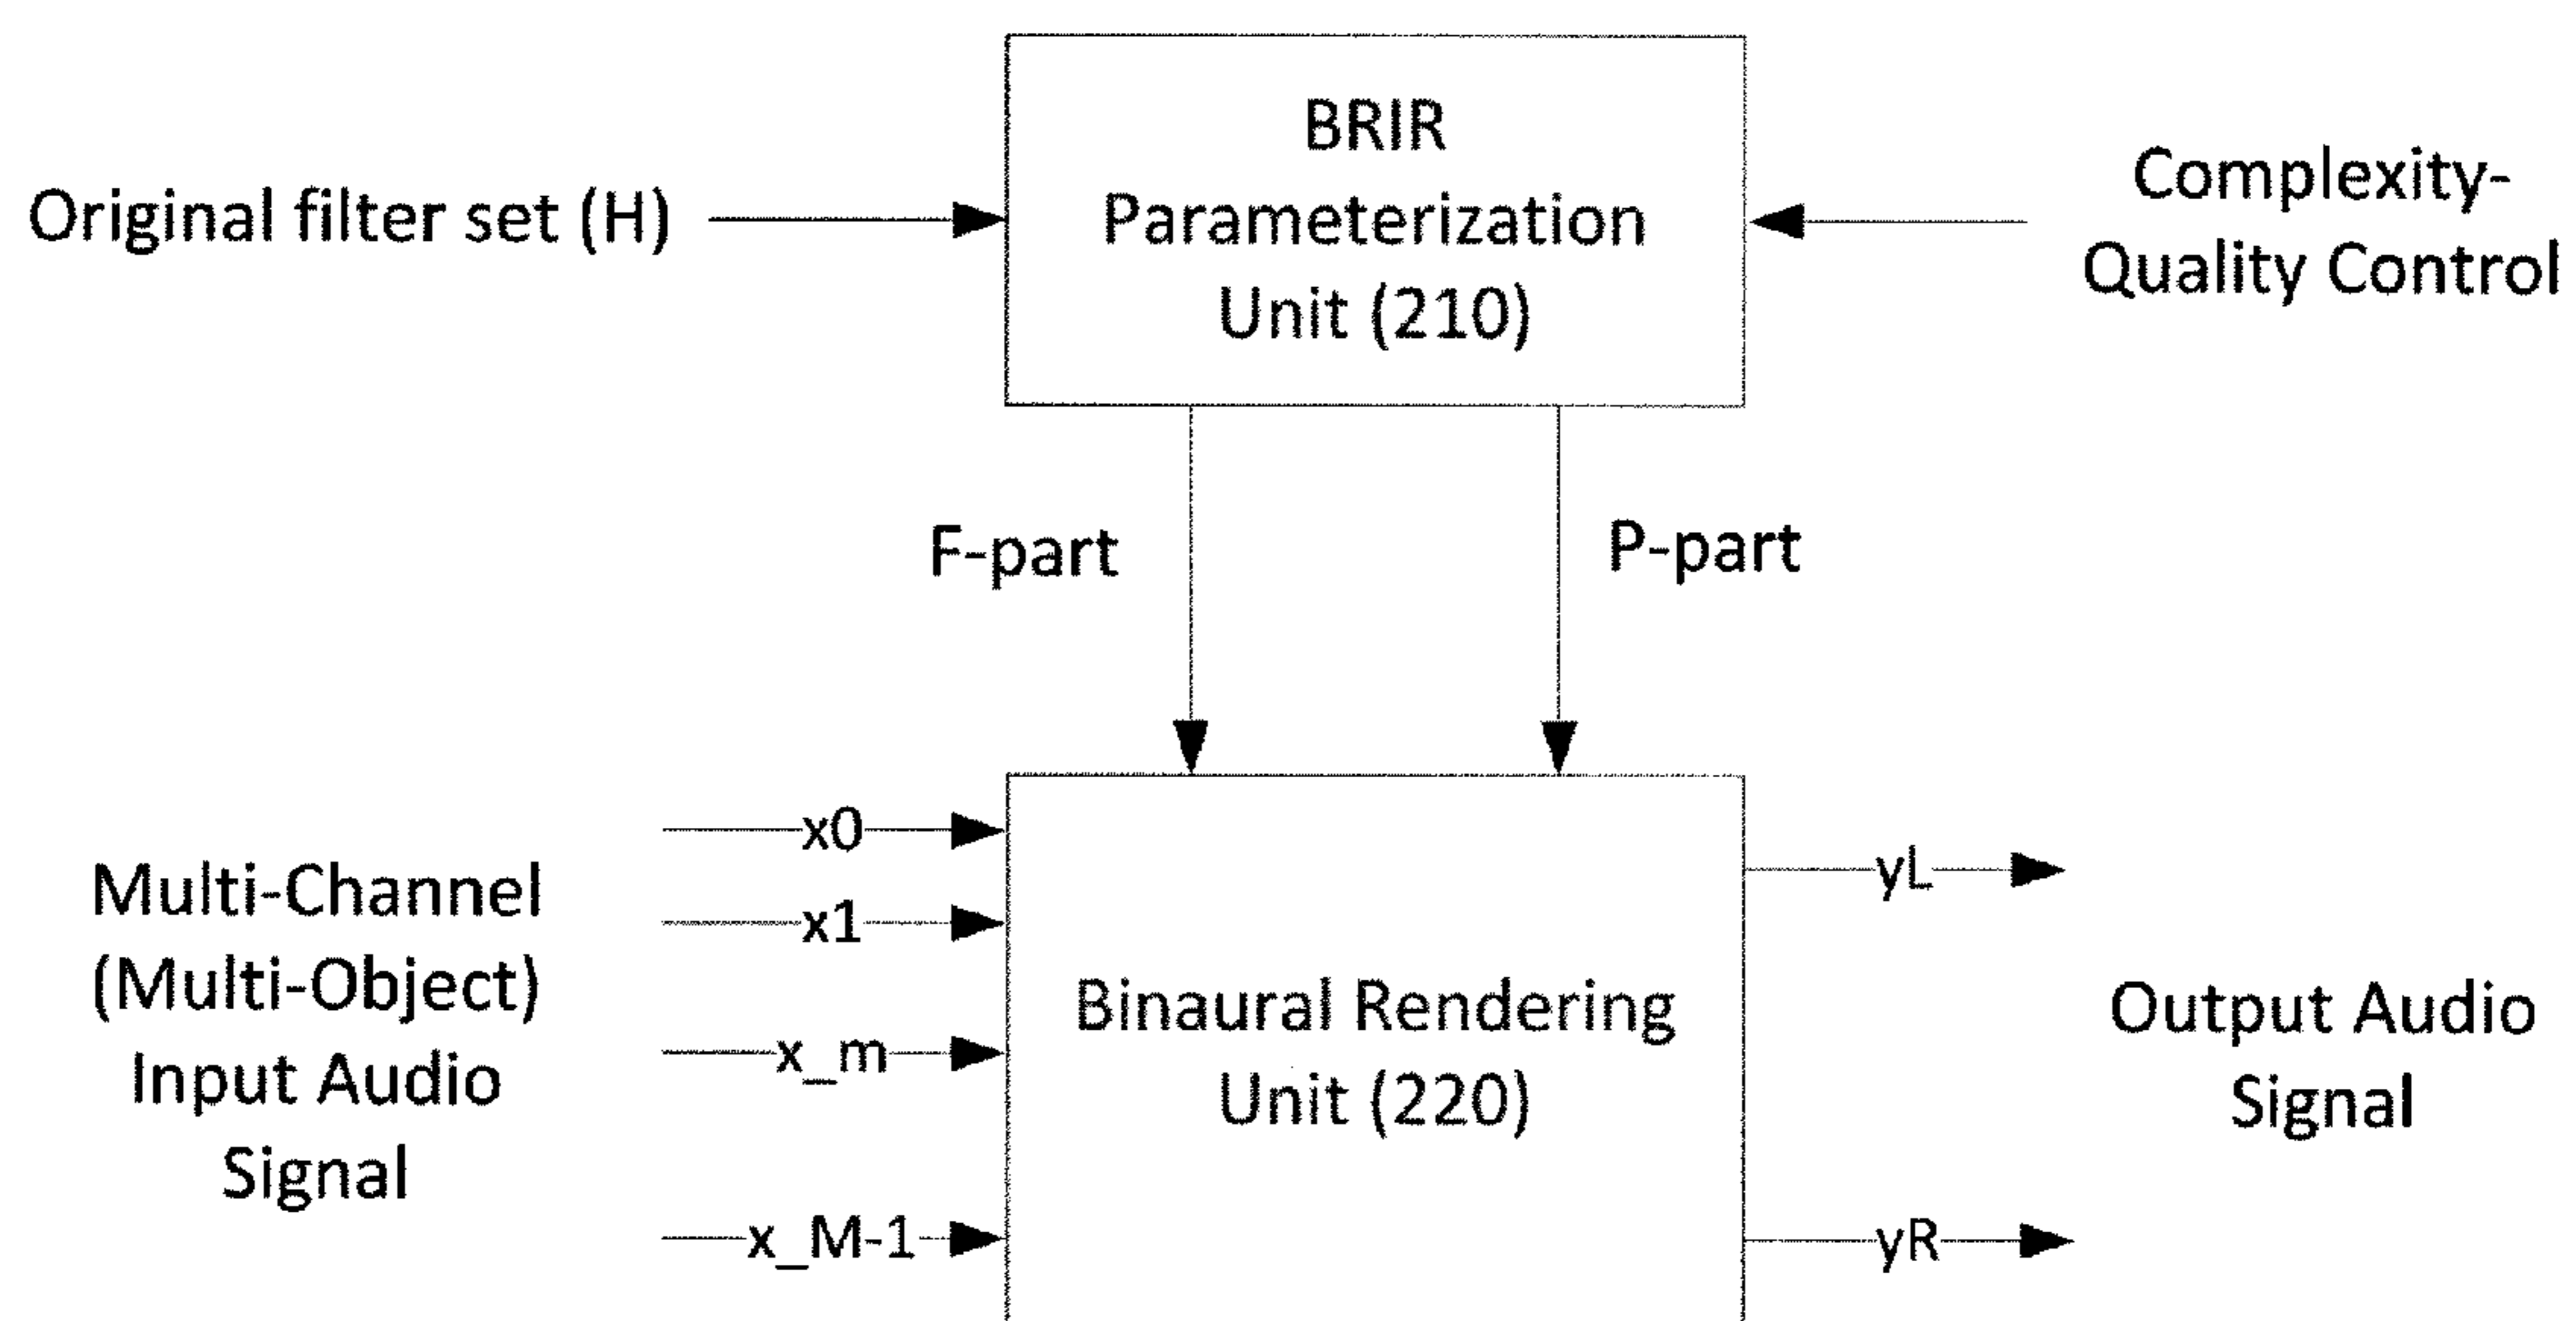 BRIR
Parameterization
Unit (210)
Original filter set (H)
Complexity-
Quality Control
F-part
P-part
Multi-Channel
(Multi-Object)
Input Audio
Signal
x0
x1
x_m
x_M-1
Binaural Rendering
Unit (220)
yL
yR
Output Audio
Signal